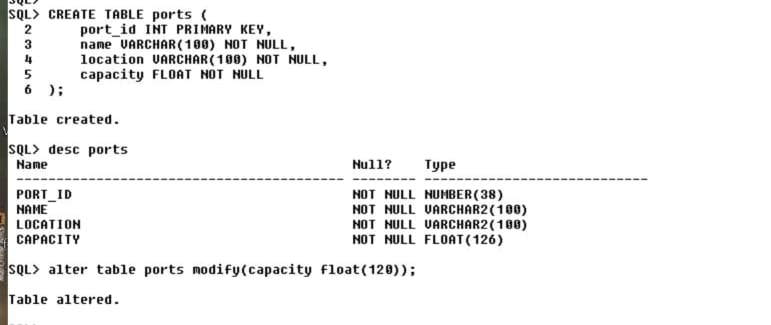 SQL> CREATE TABLE ports (
  2      port_id INT PRIMARY KEY,
  3      name VARCHAR(100) NOT NULL,
  4      location VARCHAR(100) NOT NULL,
  5      capacity FLOAT NOT NULL
  6  );
Table created.
SQL> desc ports
 Name                                      Null?    Type
 ----------------------------------------- -------- ----------------------------
 PORT_ID                                   NOT NULL NUMBER(38)
 NAME                                      NOT NULL VARCHAR2(100)
 LOCATION                                  NOT NULL VARCHAR2(100)
 CAPACITY                                  NOT NULL FLOAT(126)
SQL> alter table ports modify(capacity float(120));
Table altered.